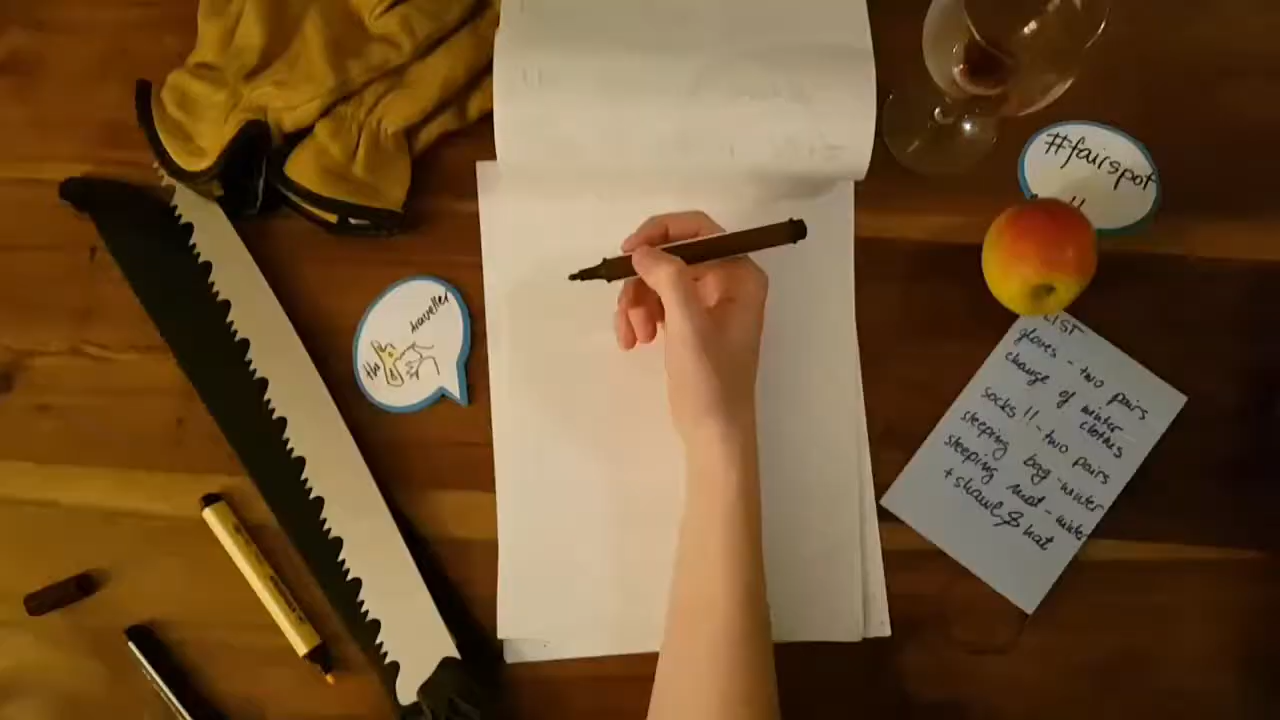 #fairspot
the
traveller
LIST
gloves - two pairs
change of winter
clothes
socks!! - two pairs
sleeping bag - winter
sleeping mat - winter
+ shawl & hat